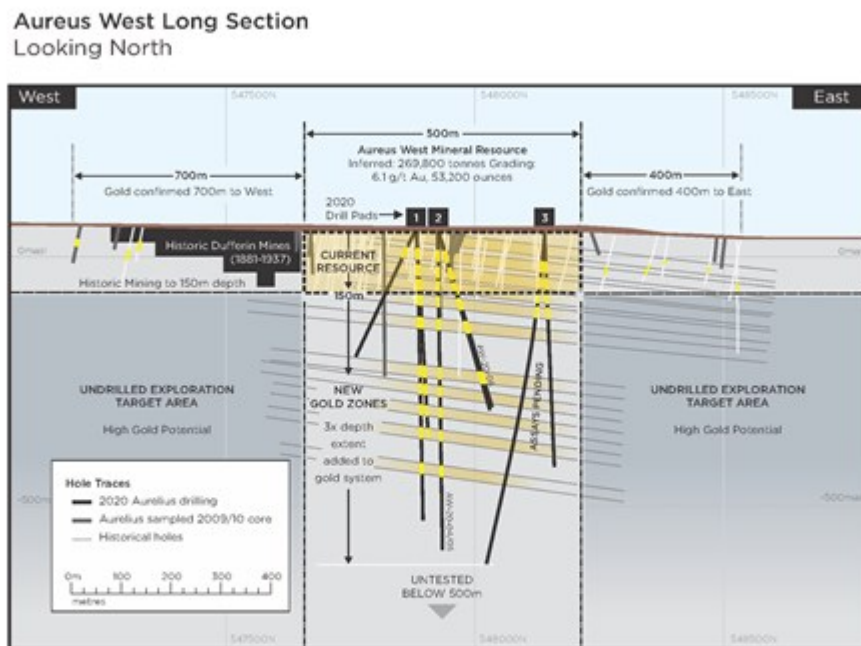 Aureus West Long Section
Looking North
West
547500N
548000N
548500N
East
500m
Aureus West Mineral Resource
Inferred: 269,800 tonnes Grading:
6.1 g/t Au, 53,200 ounces
700m
Gold confirmed 700m to West
400m
Gold confirmed 400m to East
2020
Drill Pads
1
2
3
Historic Dufferin Mines
(1881-1937)
Historic Mining to 150m depth
CURRENT
RESOURCE
150m
UNDRILLED EXPLORATION
TARGET AREA
High Gold Potential
NEW
GOLD ZONES
3x depth
extent
added to
gold system
ASSAYS PENDING
UNDRILLED EXPLORATION
TARGET AREA
High Gold Potential
Hole Traces
2020 Aurelius drilling
Aurelius sampled 2009/10 core
Historical holes
0m
100
200
300
400
metres
UNTESTED
BELOW 500m
547500N
548000N
548500N